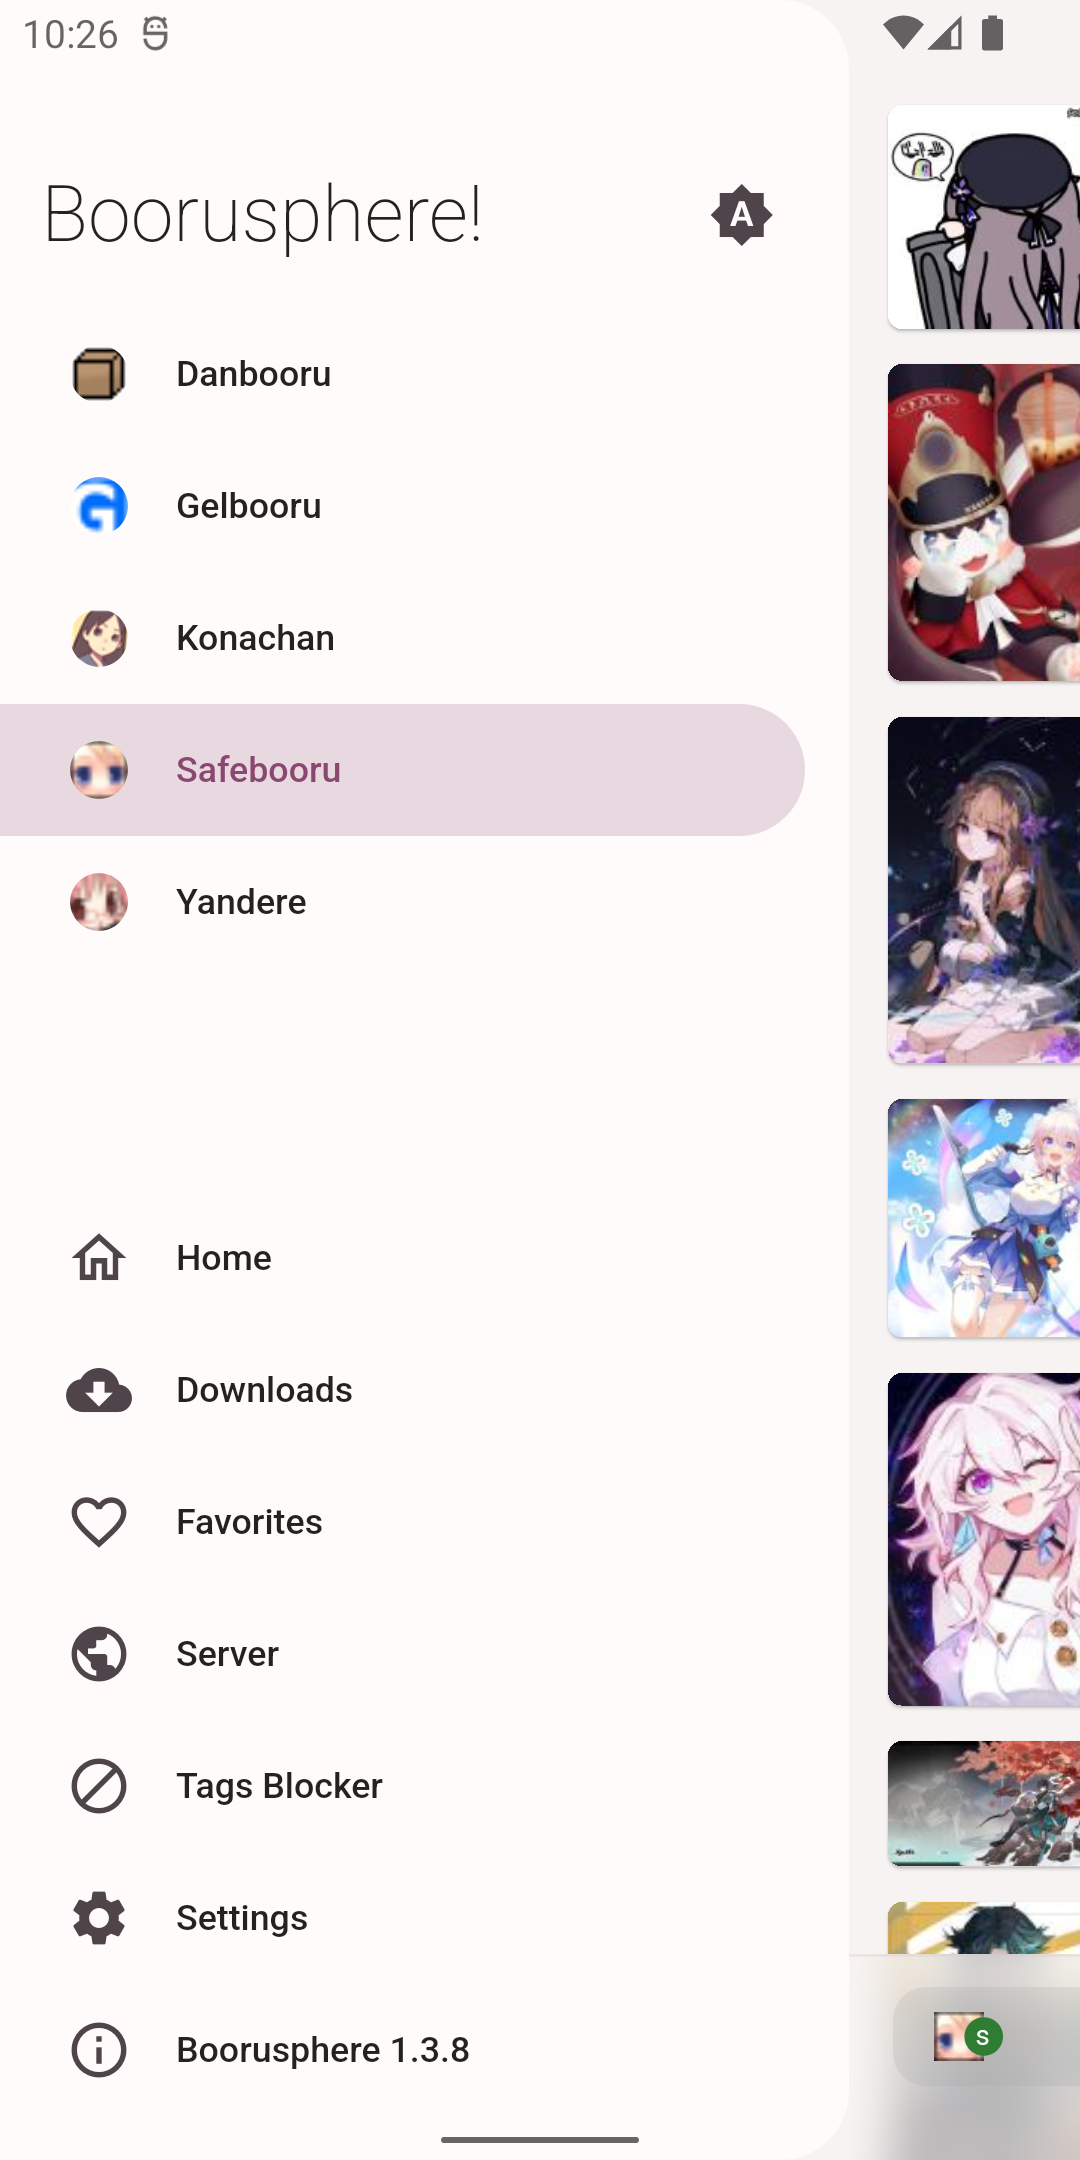 10:26
Boorusphere!
A
Danbooru
Gelbooru
Konachan
Safebooru
Yandere
Home
Downloads
Favorites
Server
Tags Blocker
Settings
Boorusphere 1.3.8
S